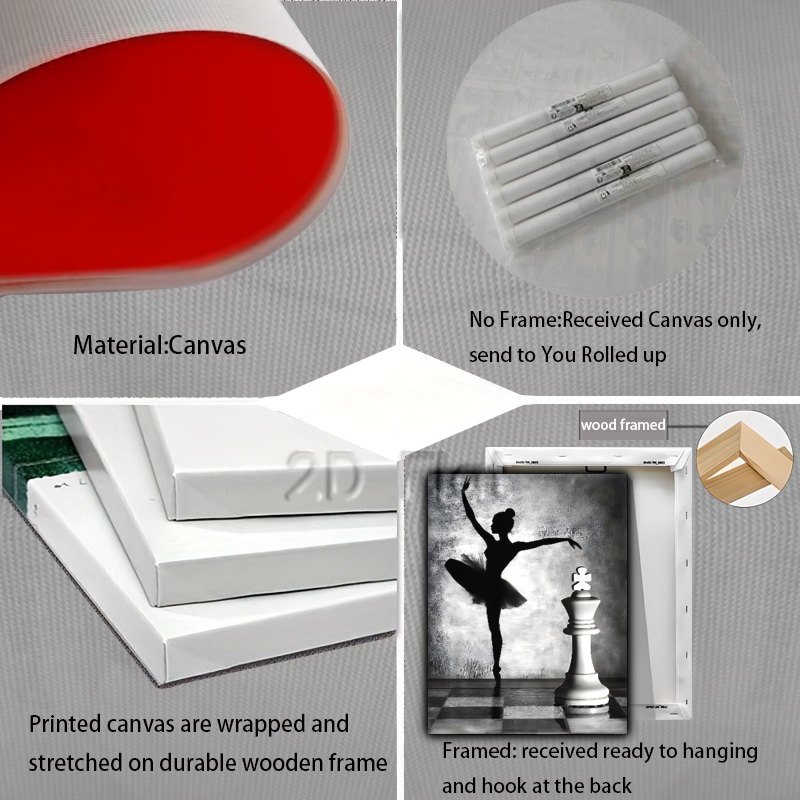 Material:Canvas
No Frame:Received Canvas only,
send to You Rolled up
2D
wood framed
Printed canvas are wrapped and
stretched on durable wooden frame
Framed: received ready to hanging
and hook at the back